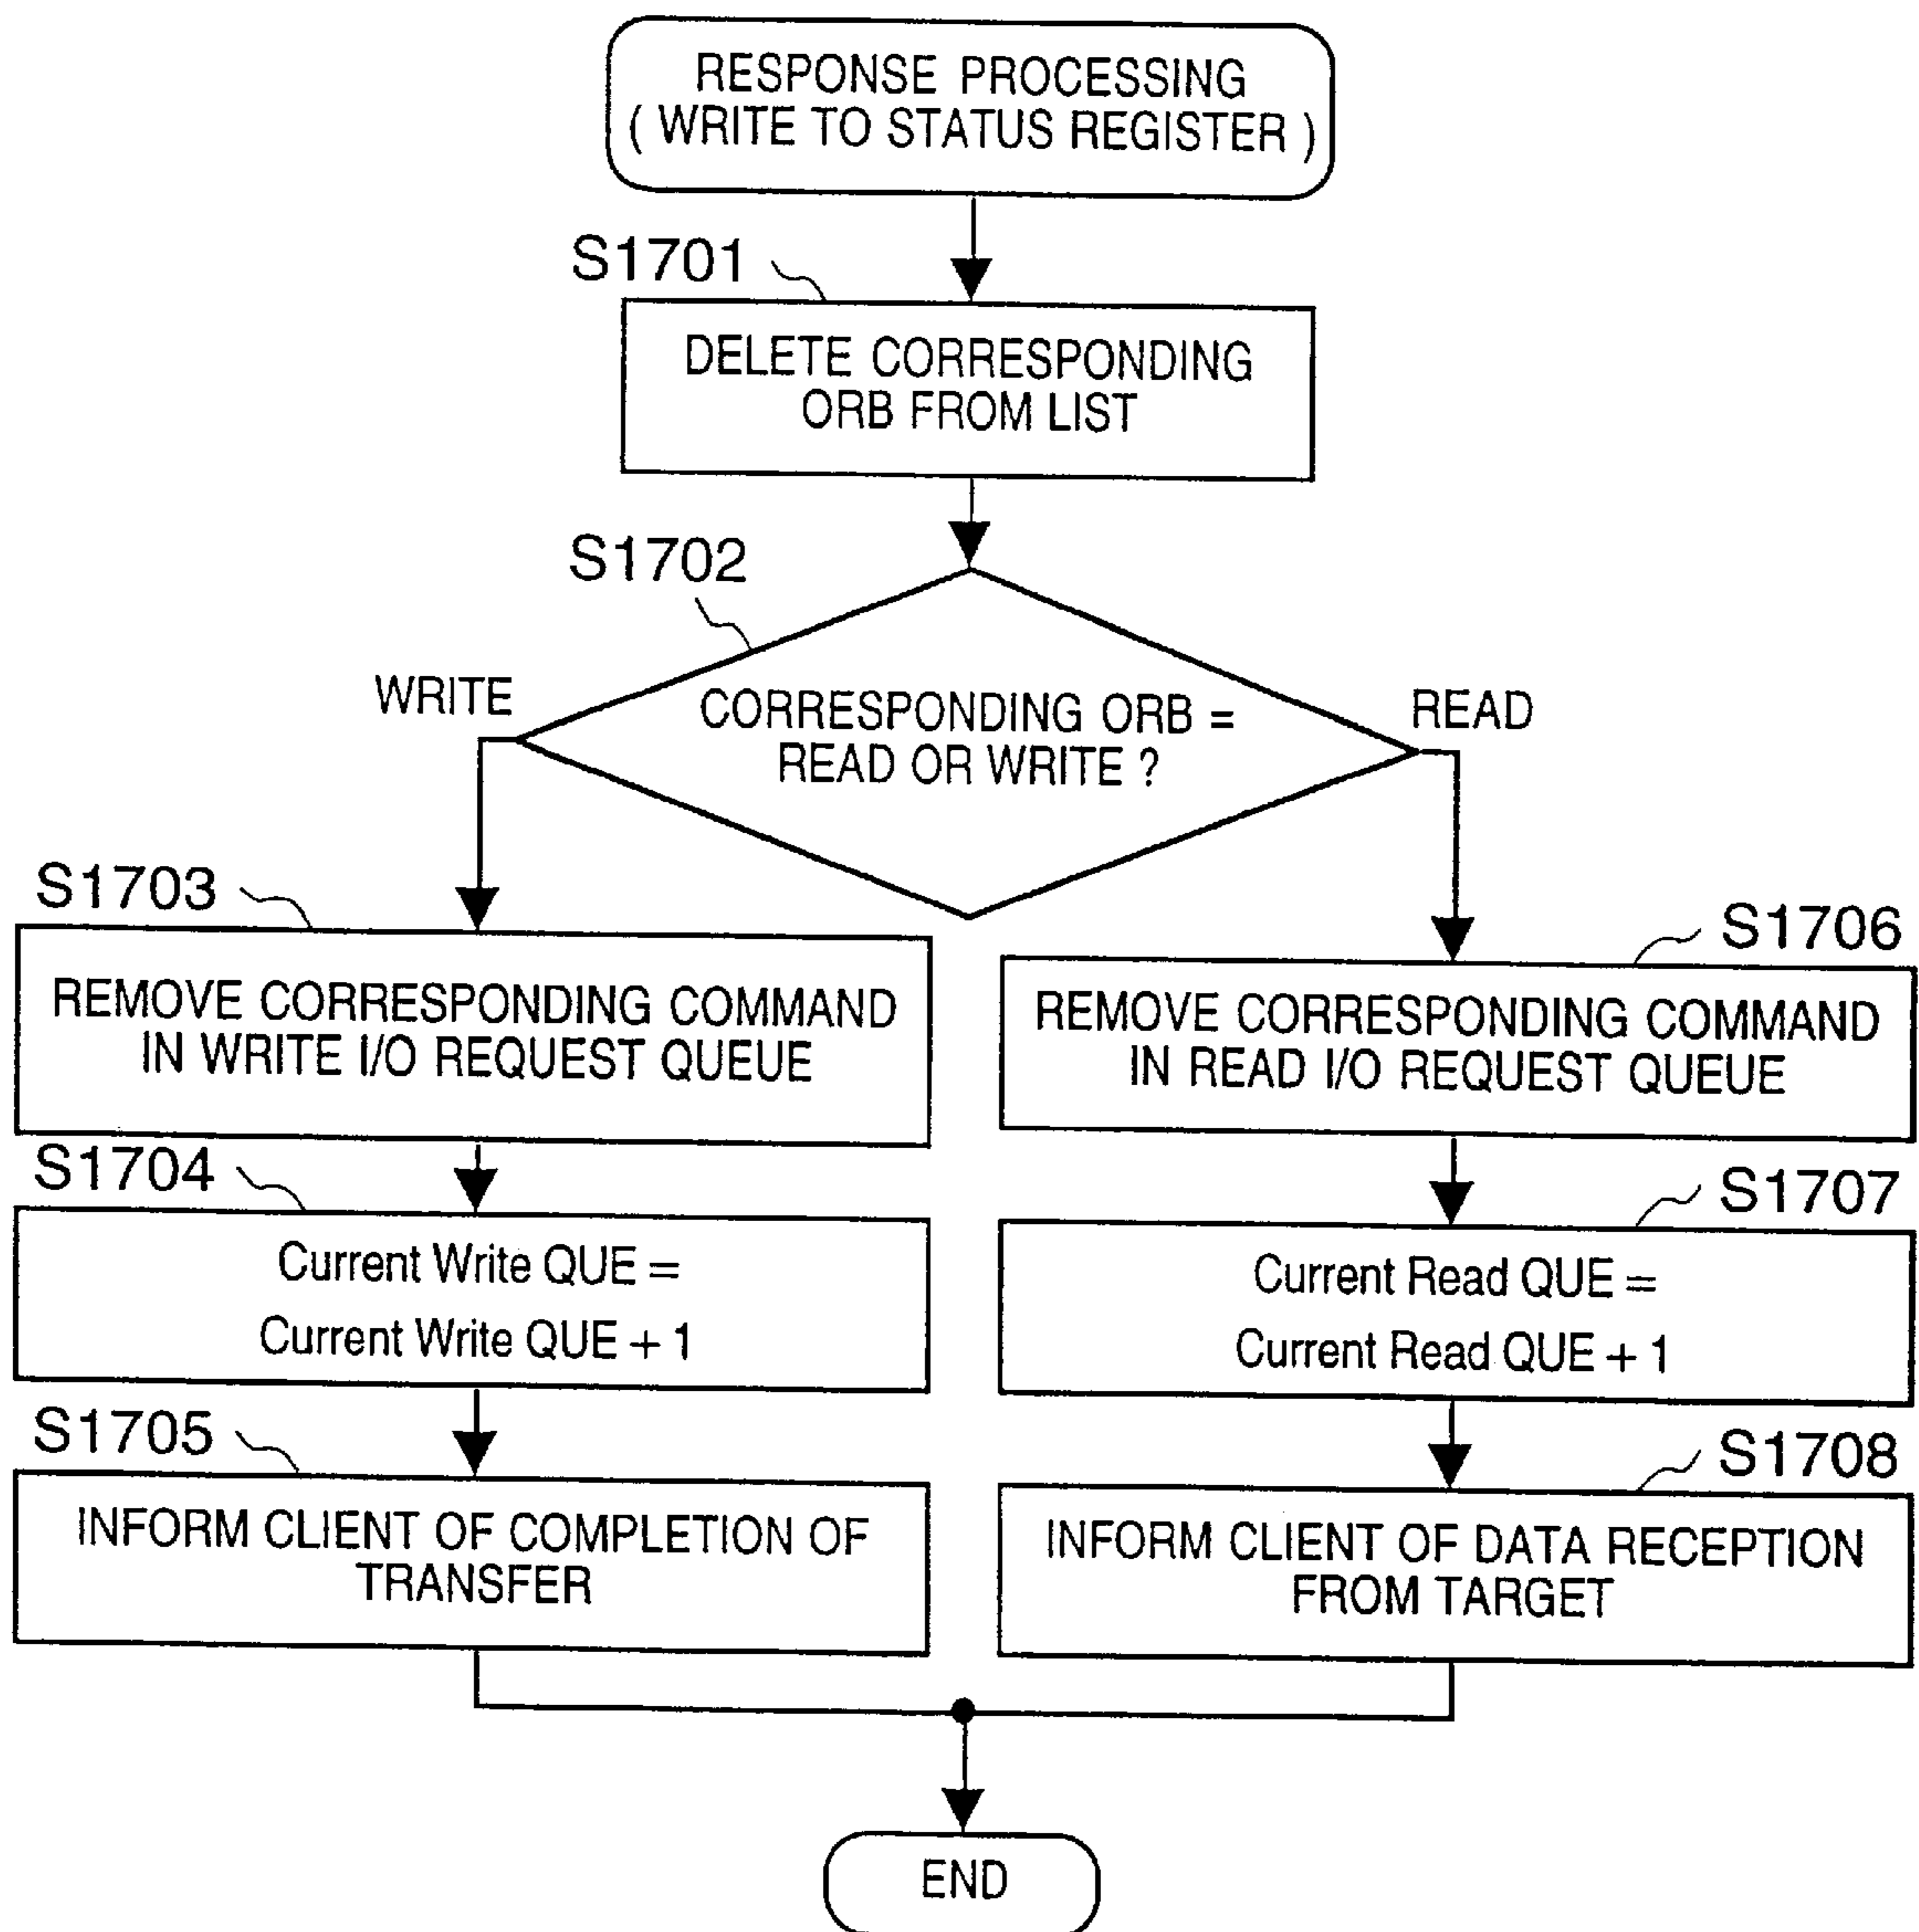 RESPONSE PROCESSING
( WRITE TO STATUS REGISTER )
S1701
DELETE CORRESPONDING
ORB FROM LIST
S1702
WRITE
CORRESPONDING ORB =
READ OR WRITE ?
READ
S1703
REMOVE CORRESPONDING COMMAND
IN WRITE I/O REQUEST QUEUE
S1704
Current Write QUE =
Current Write QUE + 1
S1705
INFORM CLIENT OF COMPLETION OF
TRANSFER
S1706
REMOVE CORRESPONDING COMMAND
IN READ I/O REQUEST QUEUE
S1707
Current Read QUE =
Current Read QUE + 1
S1708
INFORM CLIENT OF DATA RECEPTION
FROM TARGET
END